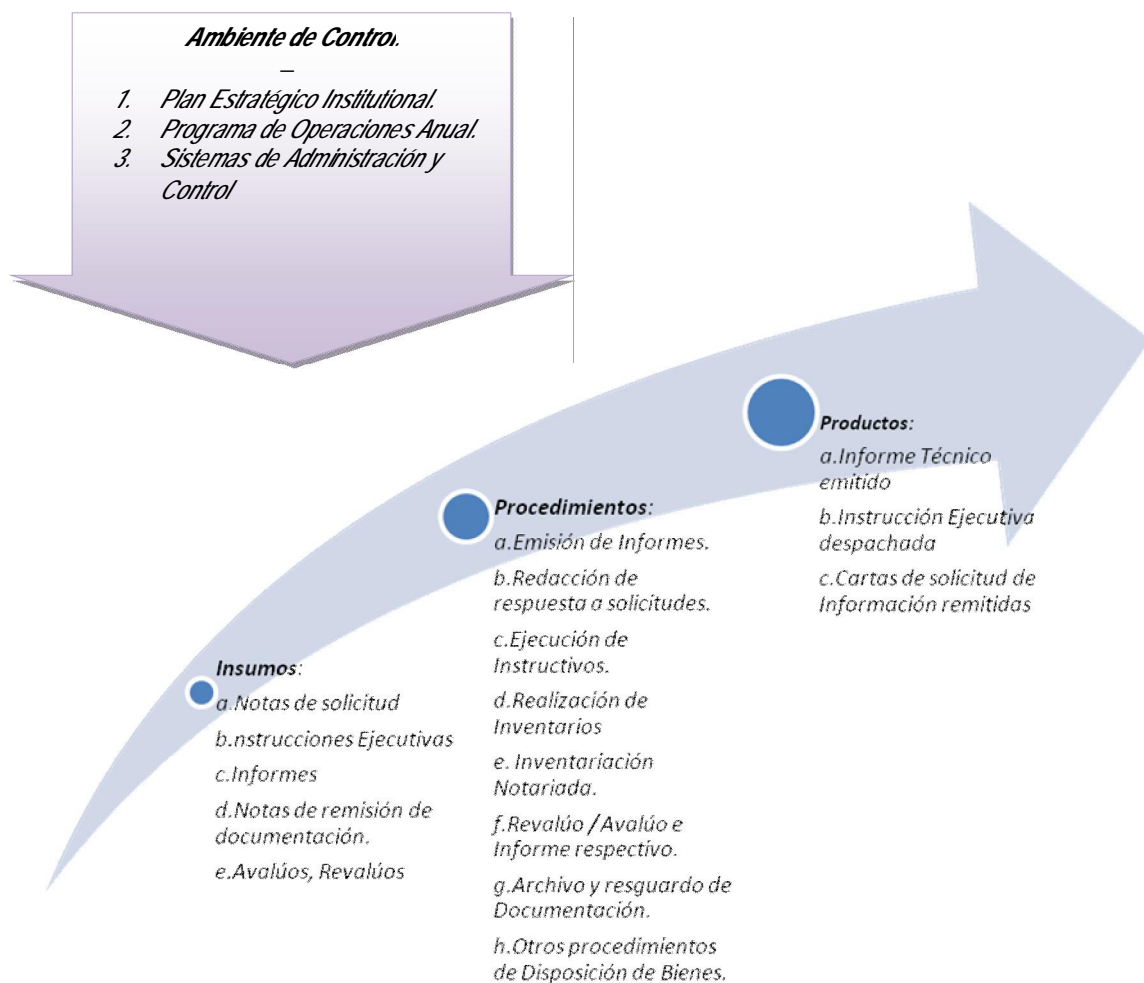 Ambiente de Control.
–
1. Plan Estratégico Institutional.
2. Programa de Operaciones Anual.
3. Sistemas de Administración y
Control
Insumos:
a.Notas de solicitud
b.nstrucciones Ejecutivas
c.Informes
d.Notas de remisión de
documentación.
e.Avalúos, Revalúos
Procedimientos:
a.Emisión de Informes.
b.Redacción de
respuesta a solicitudes.
c.Ejecución de
Instructivos.
d.Realización de
Inventarios
e. Inventariación
Notariada.
f.Revalúo /Avalúo e
Informe respectivo.
g.Archivo y resguardo de
Documentación.
h.Otros procedimientos
de Disposición de Bienes.
Productos:
a.Informe Técnico
emitido
b.Instrucción Ejecutiva
despachada
c.Cartas de solicitud de
Información remitidas